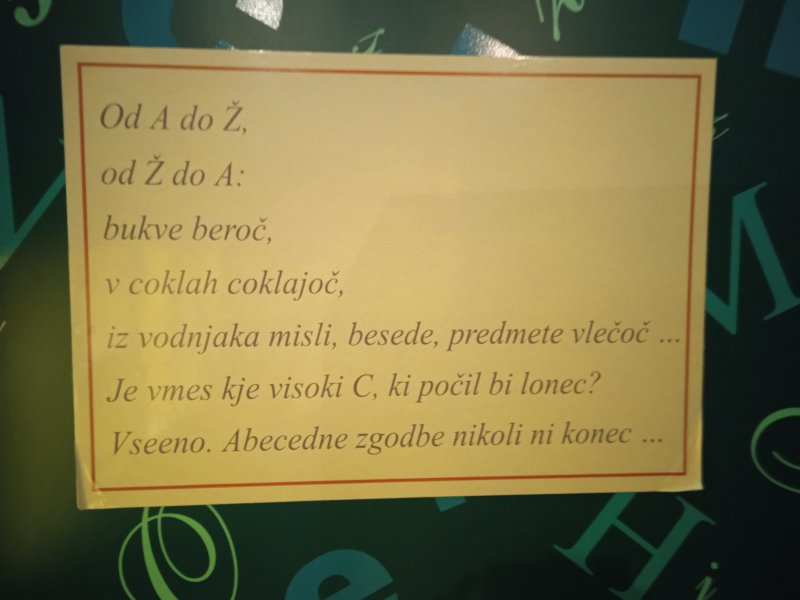 Od A do Ž,
od Ž do A:
bukve beroč,
v coklah coklajoč,
iz vodnjaka misli, besede, predmete vlečoč ...
Je vmes kje visoki C, ki počil bi lonec?
Vseeno. Abecedne zgodbe nikoli ni konec ...